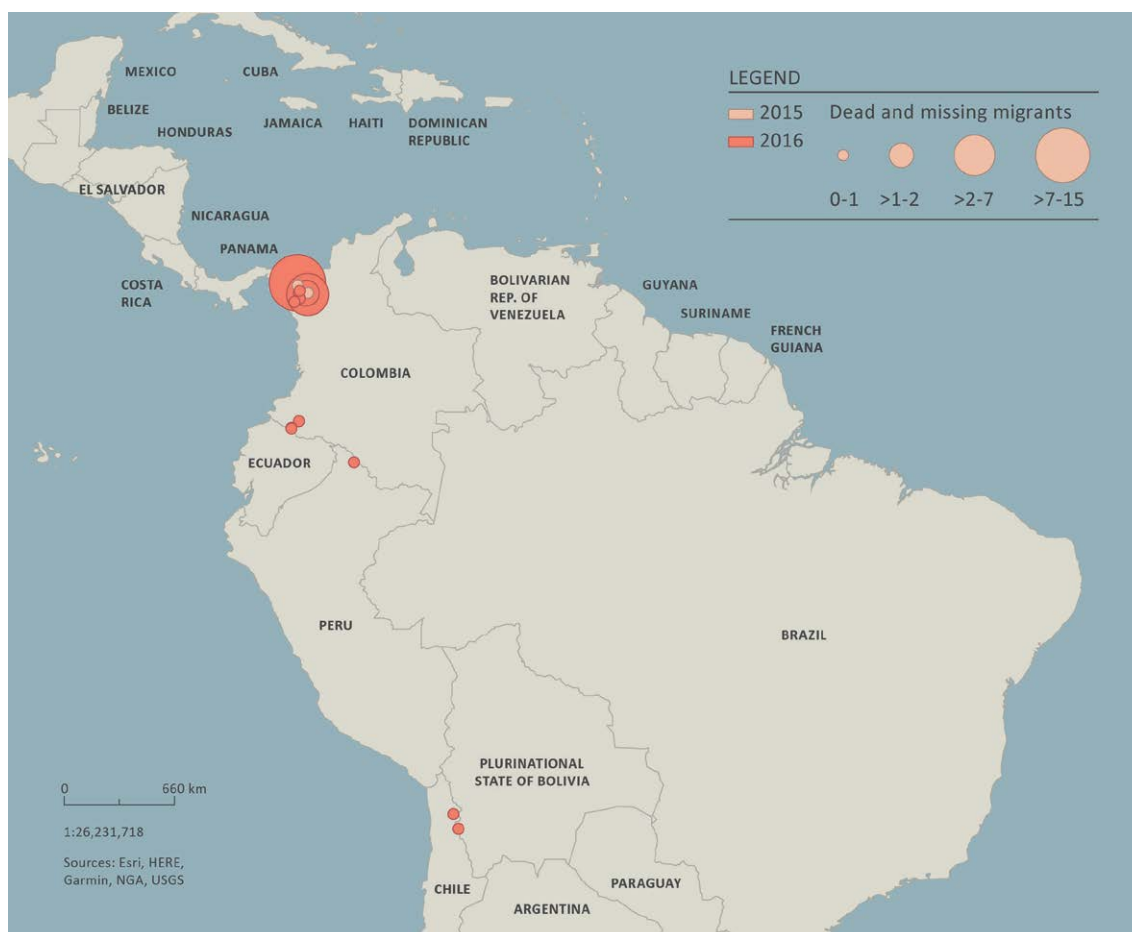 MEXICO
CUBA
BELIZE
HONDURAS
JAMAICA
HAITI
DOMINICAN
REPUBLIC
EL SALVADOR
NICARAGUA
PANAMA
COSTA
RICA
LEGEND
2015
2016
Dead and missing migrants
0-1
>1-2
>2-7
>7-15
BOLIVARIAN
REP. OF
VENEZUELA
GUYANA
SURINAME
FRENCH
GUIANA
COLOMBIA
ECUADOR
PERU
BRAZIL
PLURINATIONAL
STATE OF BOLIVIA
CHILE
PARAGUAY
ARGENTINA
0
660 km
1:26,231,718
Sources: Esri, HERE,
Garmin, NGA, USGS